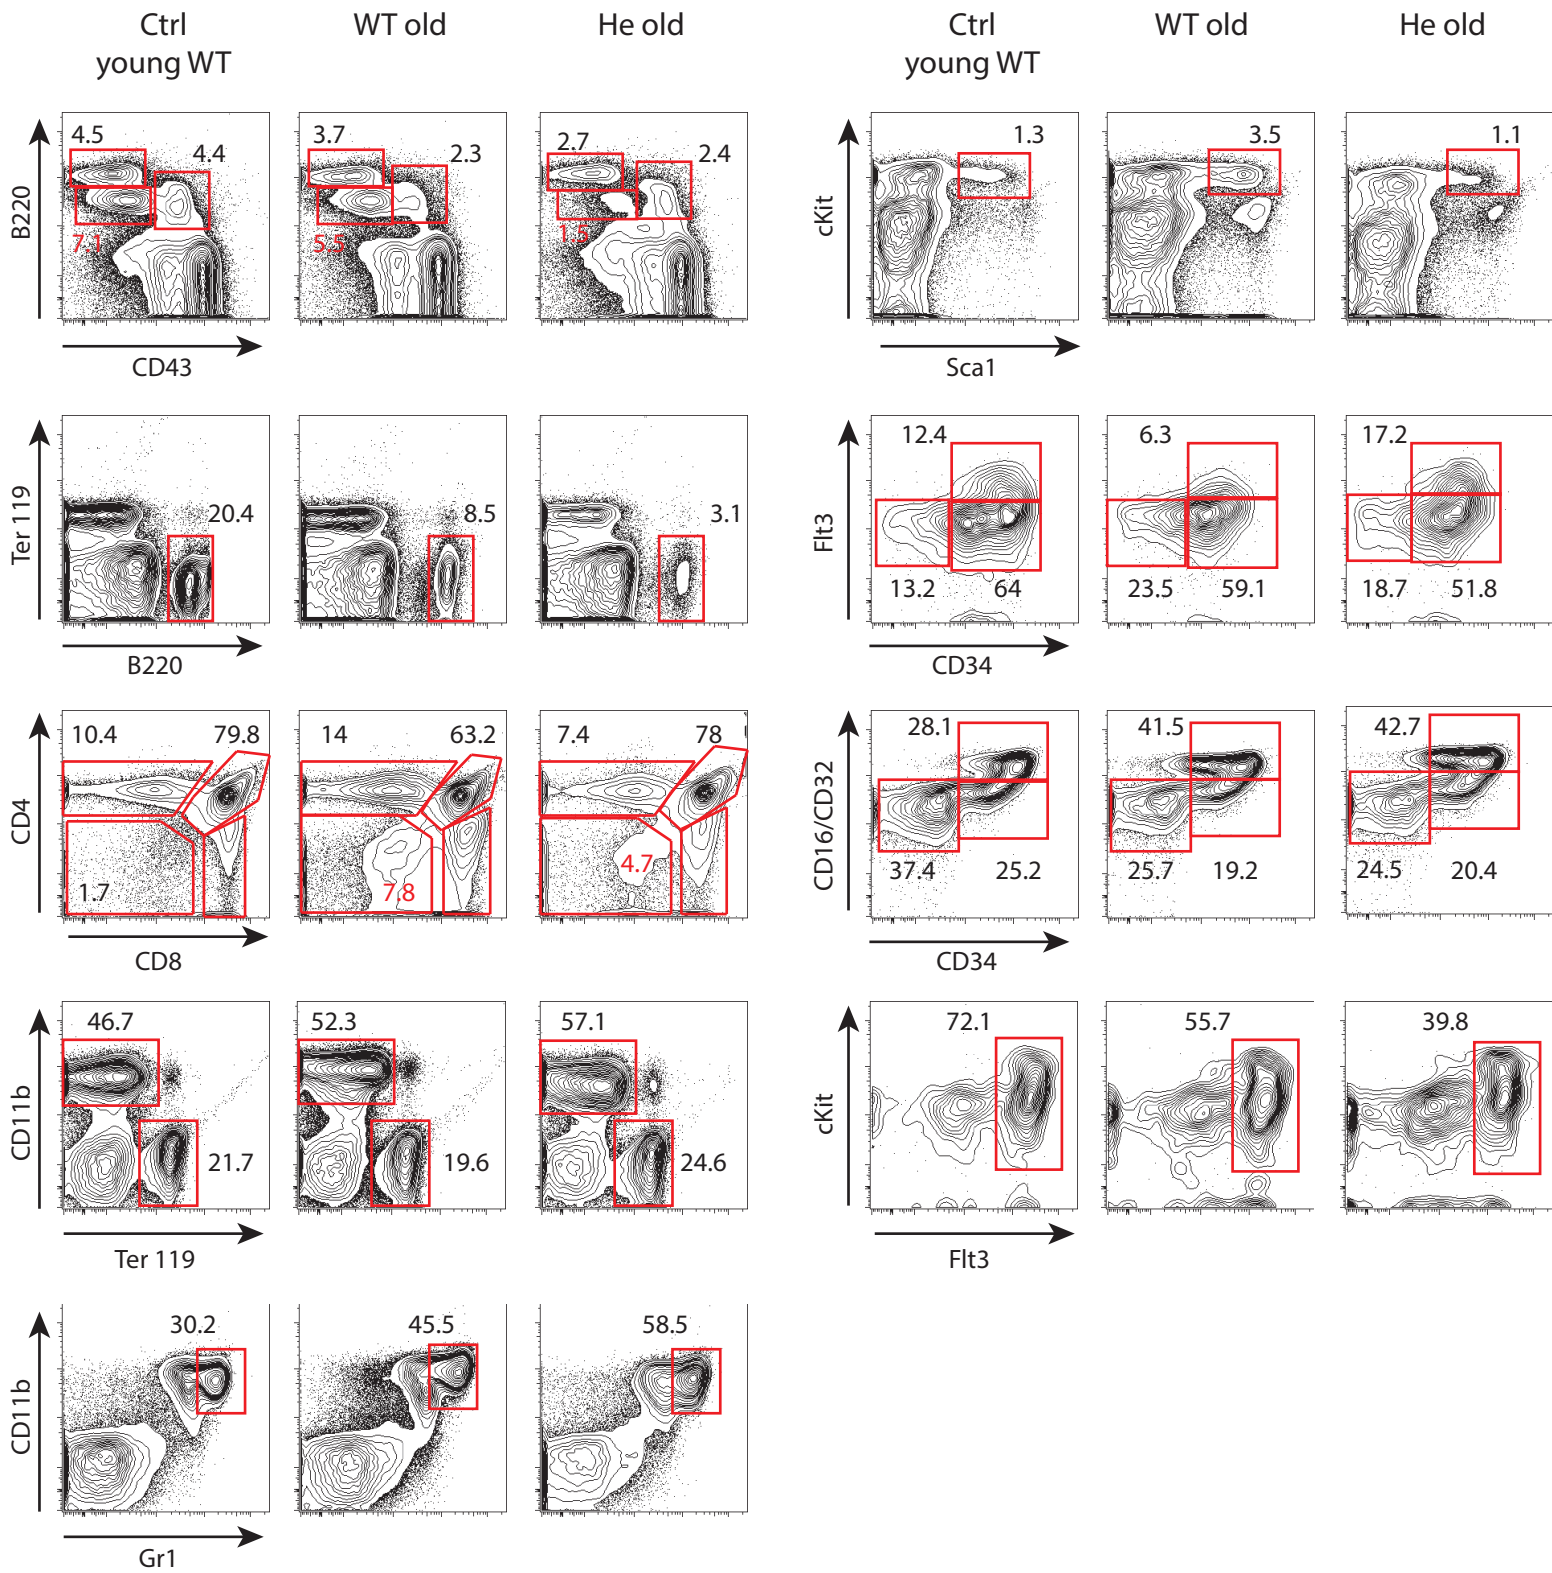 Ctrl
young WT
WT old
He old
Ctrl
young WT
WT old
He old
B220
4.5
4.4
7.1
3.7
2.3
5.5
2.7
2.4
1.5
CD43
cKit
1.3
3.5
1.1
Sca1
Ter 119
20.4
8.5
3.1
B220
Flt3
12.4
13.2
64
6.3
23.5
59.1
17.2
18.7
51.8
CD34
CD4
10.4
79.8
1.7
14
63.2
7.8
7.4
78
4.7
CD8
CD16/CD32
28.1
37.4
25.2
41.5
25.7
19.2
42.7
24.5
20.4
CD34
CD11b
46.7
21.7
52.3
19.6
57.1
24.6
Ter 119
cKit
72.1
55.7
39.8
Flt3
CD11b
30.2
45.5
58.5
Gr1